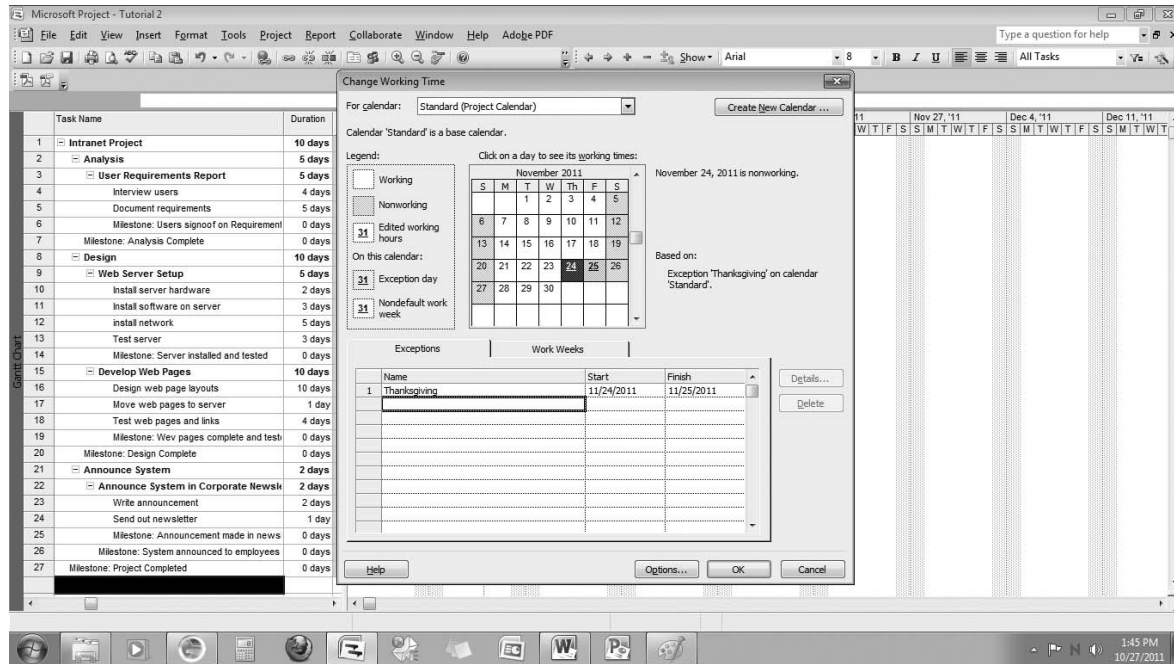 Microsoft Project - Tutorial 2
File Edit View Insert Format Tools Project Report Collaborate Window Help Adobe PDF
Type a question for help
Show Arial 8 B I U All Tasks
Change Working Time
For calendar: Standard (Project Calendar) Create New Calendar ...
Calendar 'Standard' is a base calendar.
Legend:
Working
Nonworking
31 Edited working
hours
On this calendar:
31 Exception day
31 Nondefault work
week
Click on a day to see its working times:
November 2011
S M T W Th F S
1 2 3 4 5
6 7 8 9 10 11 12
13 14 15 16 17 18 19
20 21 22 23 24 25 26
27 28 29 30
November 24, 2011 is nonworking.
Based on:
Exception 'Thanksgiving' on calendar
'Standard'.
Exceptions Work Weeks
Name Start Finish
1 Thanksgiving 11/24/2011 11/25/2011
Details...
Delete
Help Options... OK Cancel
Task Name Duration
1 Intranet Project 10 days
2 Analysis 5 days
3 User Requirements Report 5 days
4 Interview users 4 days
5 Document requirements 5 days
6 Milestone: Users signoof on Requirement 0 days
7 Milestone: Analysis Complete 0 days
8 Design 10 days
9 Web Server Setup 5 days
10 Install server hardware 2 days
11 Install software on server 3 days
12 install network 5 days
13 Test server 3 days
14 Milestone: Server installed and tested 0 days
15 Develop Web Pages 10 days
16 Design web page layouts 10 days
17 Move web pages to server 1 day
18 Test web pages and links 4 days
19 Milestone: Wev pages complete and test 0 days
20 Milestone: Design Complete 0 days
21 Announce System 2 days
22 Announce System in Corporate Newsle 2 days
23 Write announcement 2 days
24 Send out newsletter 1 day
25 Milestone: Announcement made in news 0 days
26 Milestone: System announced to employees 0 days
27 Milestone: Project Completed 0 days
Gantt Chart
11 Nov 27, '11 Dec 4, '11 Dec 11, '11
W T F S S M T W T F S S M T W T F S S M T W T
1:45 PM
10/27/2011